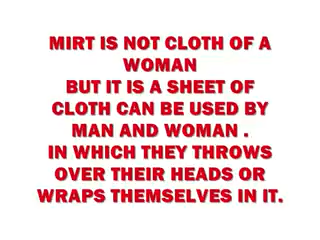 MIRT IS NOT CLOTH OF A
WOMAN
BUT IT IS A SHEET OF
CLOTH CAN BE USED BY
MAN AND WOMAN .
IN WHICH THEY THROWS
OVER THEIR HEADS OR
WRAPS THEMSELVES IN IT.